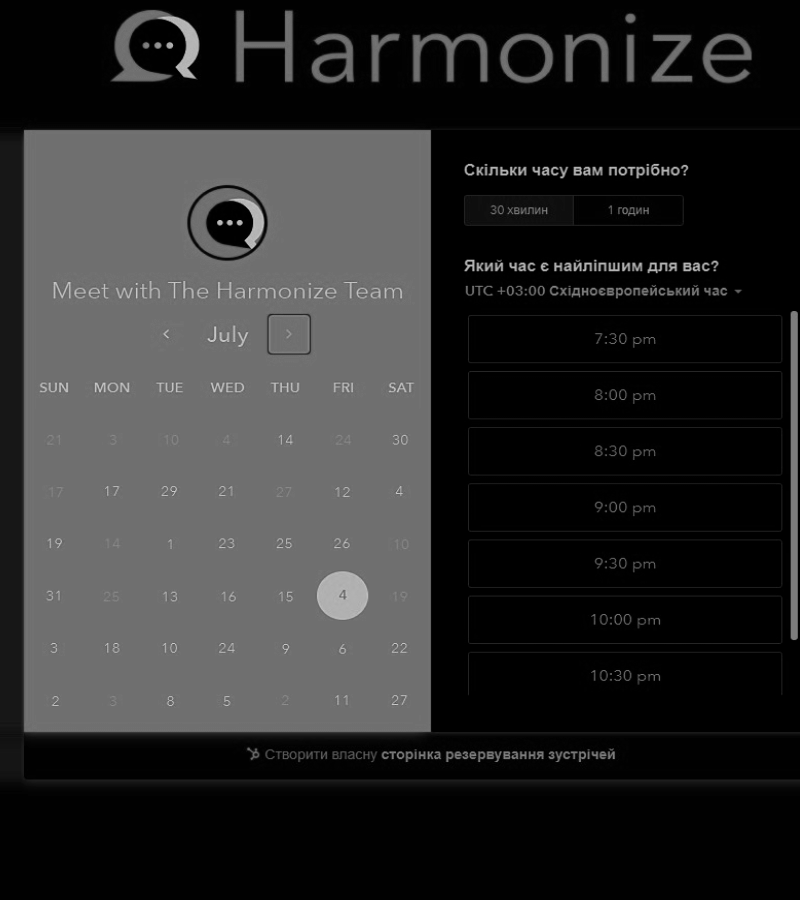 Harmonize
Meet with The Harmonize Team
July
SUN MON TUE WED THU FRI SAT
21 3 10 4 14 24 30
17 17 29 21 27 12 4
19 14 1 23 25 26 10
31 25 13 16 15 4 19
3 18 10 24 9 6 22
2 3 8 5 2 11 27
Скільки часу вам потрібно?
30 хвилин 1 годин
Який час є найліпшим для вас?
UTC +03:00 Східноєвропейський час
7:30 pm
8:00 pm
8:30 pm
9:00 pm
9:30 pm
10:00 pm
10:30 pm
Створити власну сторінка резервування зустрічей